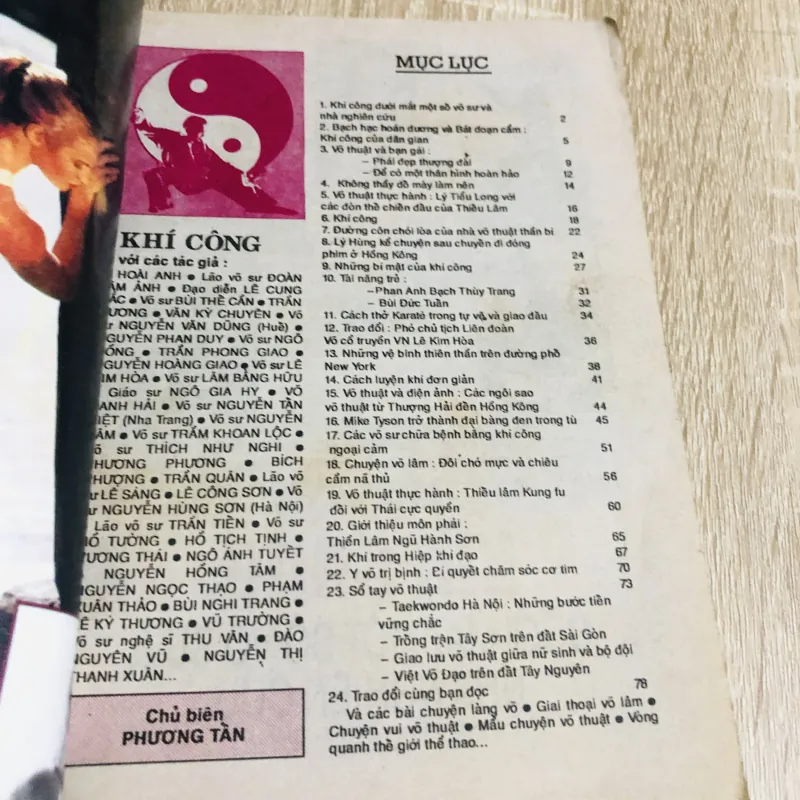 KHÍ CÔNG
với các tác giả :
HOÀI ANH ● Lão võ sư ĐOÀN
ẢNH ● Đạo diễn LÊ CUNG
BẮC ● Võ sư BÙI THẾ CẦN ● TRẦN
● VĂN KỲ CHUYÊN ● Võ
sư NGUYỄN VĂN DŨNG (Huế) ●
NGUYỄN PHAN DUY ● Võ sư NGÔ
● TRẦN PHONG GIAO ●
NGUYỄN HOÀNG GIAO ● Võ sư LÊ
KIM HÒA ● Võ sư LÂM BẰNG HỮU
Giáo sư NGÔ GIA HY ● VÕ
HẢI ● Võ sư NGUYỄN TẤN
(Nha Trang) ● Võ sư NGUYỄN
● Võ sư TRẦM KHOAN LỘC ●
sư THÍCH NHƯ NGHI ●
PHƯƠNG PHƯƠNG ● BÍCH
PHƯỢNG ● TRẦN QUÂN ● Lão võ
sư LÊ SÁNG ● LÊ CÔNG SƠN ● Võ
sư NGUYỄN HÙNG SƠN (Hà Nội)
Lão võ sư TRẦN TIẾN ● Võ sư
HỒ TƯỜNG ● HỒ TỊCH TỊNH ●
VƯƠNG THÁI ● NGÔ ÁNH TUYẾT
● NGUYỄN HỒNG TÂM ●
NGUYỄN NGỌC THẠO ● PHẠM
XUÂN THẢO ● BÙI NGHI TRANG ●
LÊ KỲ THƯƠNG ● VŨ TRƯỜNG ●
Võ sư nghệ sĩ THU VÂN ● ĐÀO
NGUYÊN VŨ ● NGUYỄN THỊ
THANH XUÂN...
Chủ biên
PHƯƠNG TẤN
MỤC LỤC
1. Khí công dưới mắt một số võ sư và
nhà nghiên cứu 2
2. Bạch hạc hoán dương và Bát đoạn cẩm :
Khí công của dân gian 5
3. Võ thuật và bạn gái :
– Phái đẹp thượng đài 9
– Để có một thân hình hoàn hảo 12
4. Không thầy đố mày làm nên 14
5. Võ thuật thực hành : Lý Tiểu Long với
các đòn thế chiến đấu của Thiếu Lâm 16
6. Khí công 18
7. Đường côn chói lòa của nhà võ thuật thần bí 22
8. Lý Hùng kể chuyện sau chuyến đi đóng
phim ở Hồng Kông 24
9. Những bí mật của khí công 27
10. Tài năng trẻ :
–Phan Anh Bạch Thùy Trang 31
– Bùi Đức Tuấn 32
11. Cách thở Karatê trong tự vệ và giao đấu 34
12. Trao đổi : Phó chủ tịch Liên đoàn
Võ cổ truyền VN Lê Kim Hòa 36
13. Những vệ binh thiên thần trên đường phố
New York 38
14. Cách luyện khí đơn giản 41
15. Võ thuật và điện ảnh : Các ngôi sao
võ thuật từ Thượng Hải đến Hồng Kông 44
16. Mike Tyson trở thành đại bàng đen trong tù 45
17. Các võ sư chữa bệnh bằng khí công
ngoại cảm 51
18. Chuyện võ lâm : Đôi chó mực và chiêu
cầm nã thủ 56
19. Võ thuật thực hành : Thiếu lâm Kung fu
đối với Thái cực quyền 60
20. Giới thiệu môn phái :
Thiền Lâm Ngũ Hành Sơn 65
21. Khí trong Hiệp khí đạo 67
22. Y võ trị bịnh : Bí quyết chăm sóc cơ tim 70
23. Sổ tay võ thuật 73
– Taekwondo Hà Nội : Những bước tiến
vững chắc
– Trống trận Tây Sơn trên đất Sài Gòn
– Giao lưu võ thuật giữa nữ sinh và bộ đội
– Việt Võ Đạo trên đất Tây Nguyên
24. Trao đổi cùng bạn đọc 78
Và các bài chuyện làng võ ● Giai thoại võ lâm ●
Chuyện vui võ thuật ● Mẩu chuyện võ thuật ● Vòng
quanh thế giới thể thao...